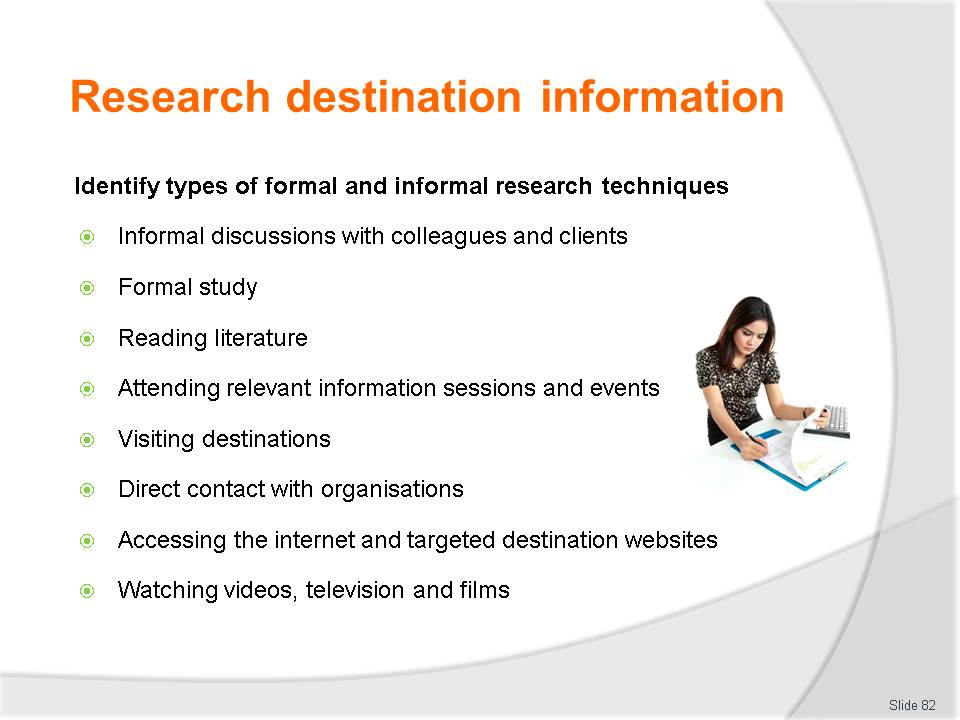 Research destination information
Identify types of formal and informal research techniques
Informal discussions with colleagues and clients
Formal study
Reading literature
Attending relevant information sessions and events
Visiting destinations
Direct contact with organisations
Accessing the internet and targeted destination websites
Watching videos, television and films
Slide 82